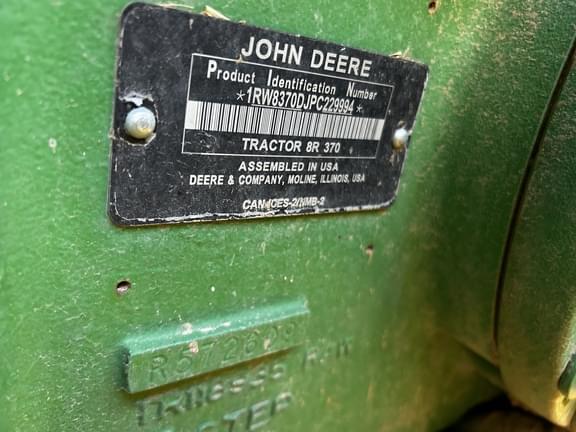 JOHN DEERE
Product Identification Number
*1RW8370DJPC229994*
TRACTOR 8R 370
ASSEMBLED IN USA
DEERE & COMPANY, MOLINE, ILLINOIS, USA
CAN ICES-2/NMB-2